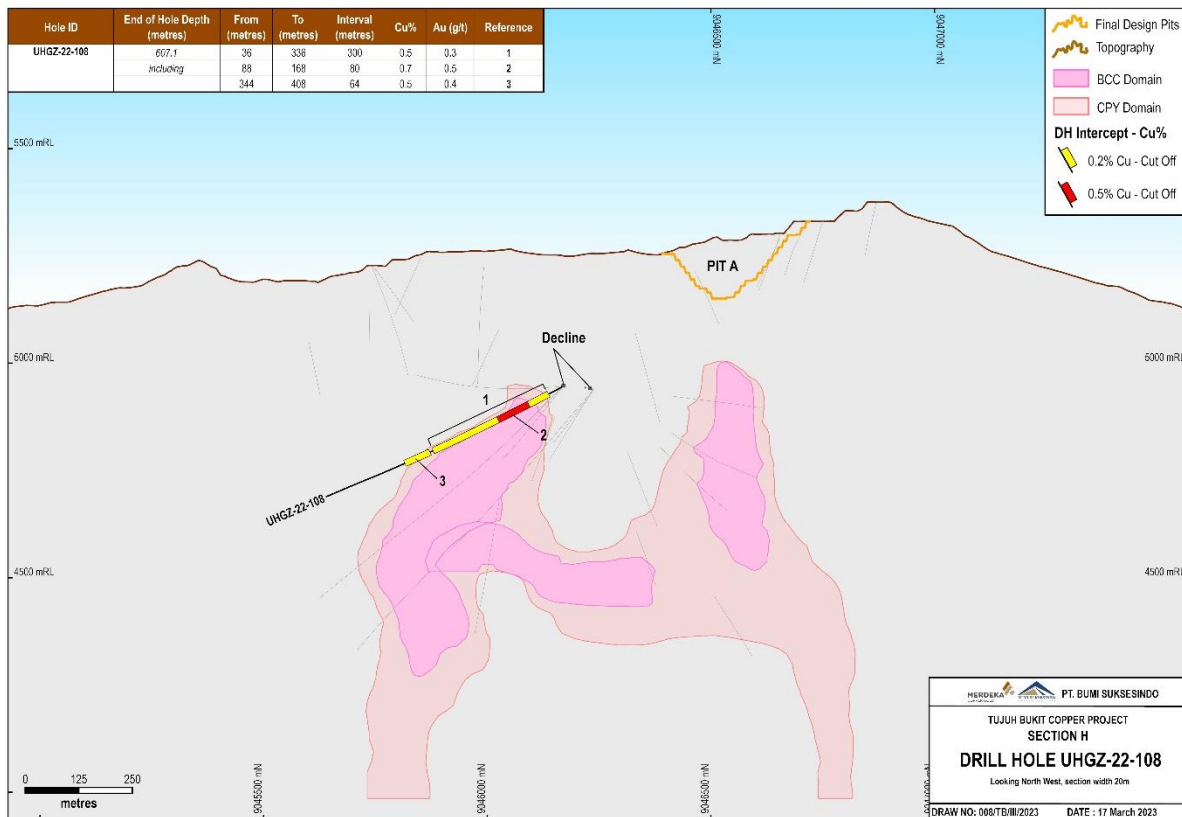 Hole ID End of Hole Depth (metres) From (metres) To (metres) Interval (metres) Cu% Au (g/t) Reference
UHGZ-22-108 607.1 36 336 300 0.5 0.3 1
including 88 168 80 0.7 0.5 2
344 408 64 0.5 0.4 3
9046500 mN
9047000 mN
Final Design Pits
Topography
BCC Domain
CPY Domain
DH Intercept - Cu%
0.2% Cu - Cut Off
0.5% Cu - Cut Off
5500 mRL
PIT A
Decline
5000 mRL
5000 mRL
1
2
3
UHGZ-22-108
4500 mRL
4500 mRL
0 125 250
metres
9045500 mN
9046000 mN
9046500 mN
MERDEKA
PT. BUMI SUKSESINDO
TUJUH BUKIT COPPER PROJECT
SECTION H
DRILL HOLE UHGZ-22-108
Looking North West, section width 20m
DRAW NO: 008/TB/III/2023 DATE : 17 March 2023